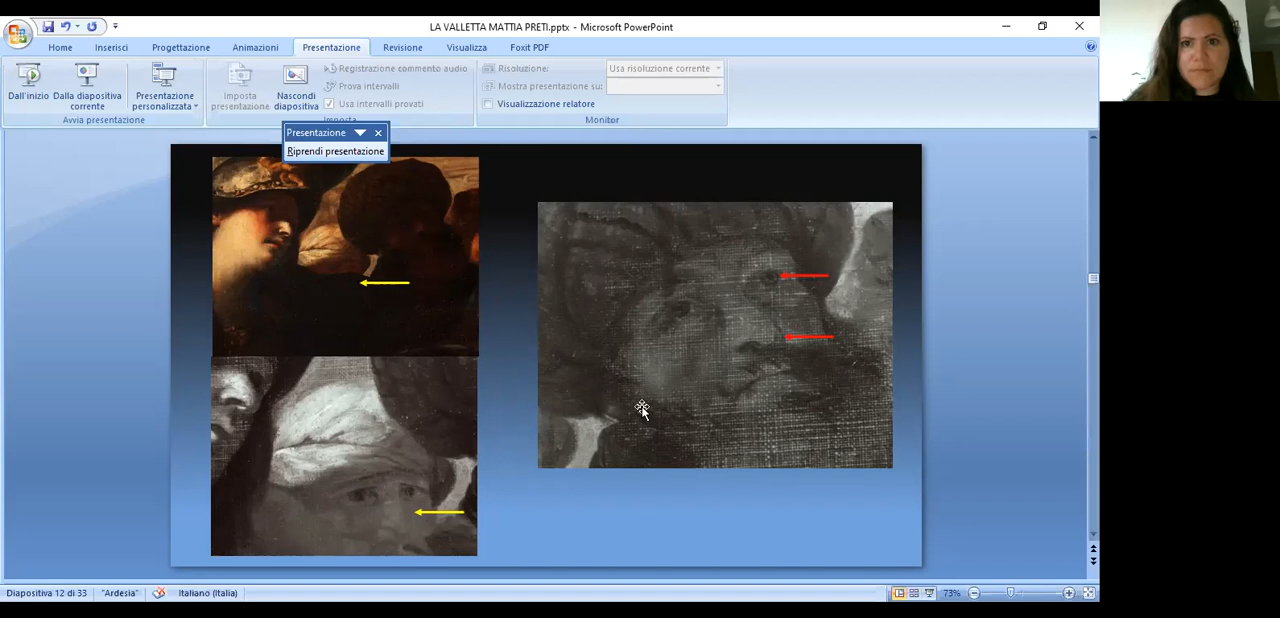 LA VALLETTA MATTIA PRETI.pptx - Microsoft PowerPoint
Home Inserisci Progettazione Animazioni Presentazione Revisione Visualizza Foxit PDF
Dall'inizio
Dalla diapositiva corrente
Presentazione personalizzata
Avvia presentazione
Imposta presentazione
Nascondi diapositiva
Registrazione commento audio
Prova intervalli
Usa intervalli provati
Imposta
Risoluzione: Usa risoluzione corrente
Mostra presentazione su:
Visualizzazione relatore
Monitor
Presentazione
Riprendi presentazione
Diapositiva 12 di 33 "Ardesia" Italiano (Italia) 73%